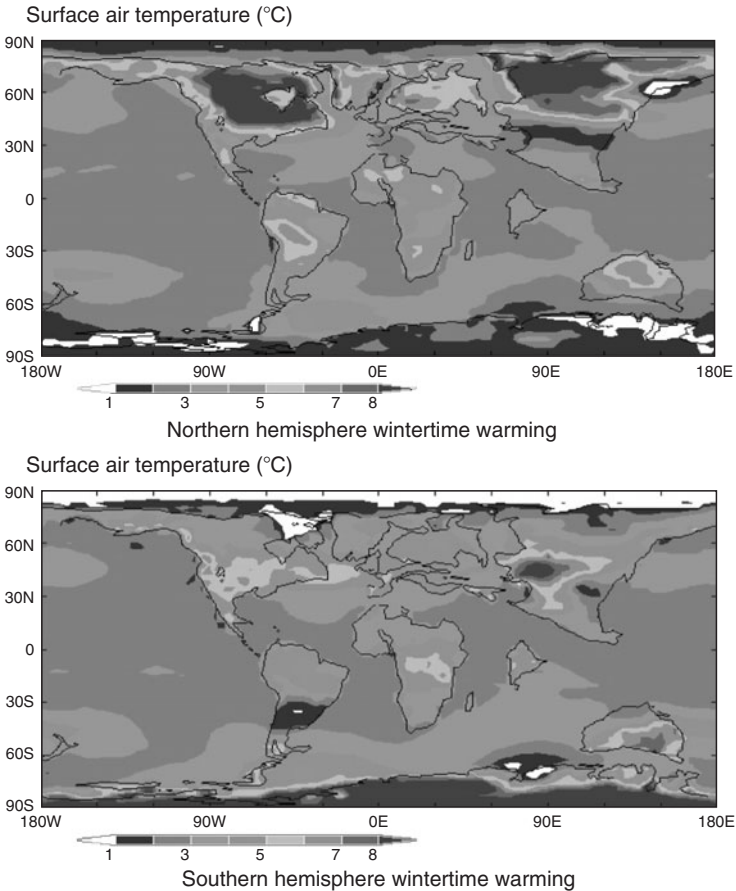 Surface air temperature (°C)
90N
60N
30N
0
30S
60S
90S
180W 90W 0E 90E 180E
1 3 5 7 8
Northern hemisphere wintertime warming
Surface air temperature (°C)
90N
60N
30N
0
30S
60S
90S
180W 90W 0E 90E 180E
1 3 5 7 8
Southern hemisphere wintertime warming